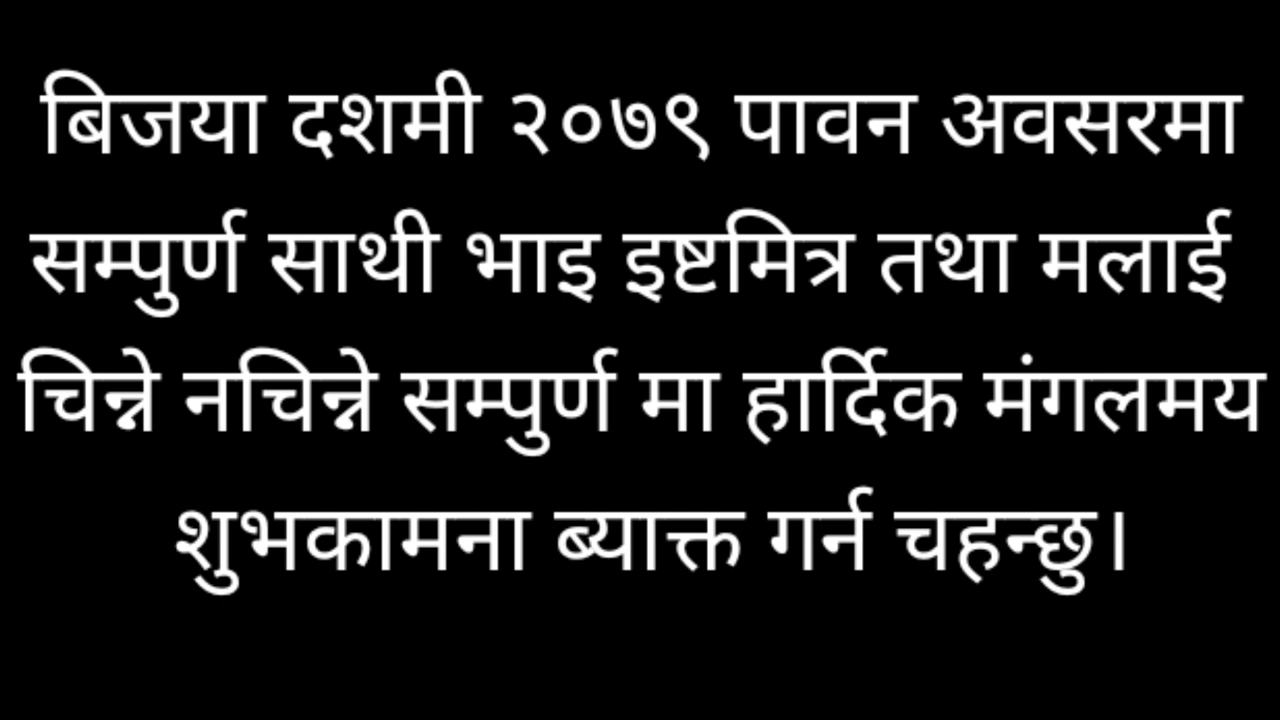 बिजया दशमी २०७९ पावन अवसरमा
सम्पुर्ण साथी भाइ इष्टमित्र तथा मलाई
चिन्ने नचिन्ने सम्पुर्ण मा हार्दिक मंगलमय
शुभकामना ब्याक्त गर्न चहन्छु।